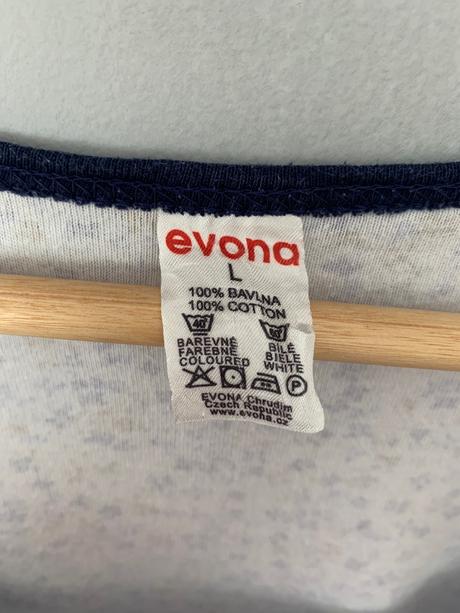 evona
L
100% BAVLNA
100% COTTON
40° 60
BAREVNÉ BÍLÉ
FAREBNÉ BIELE
COLOURED WHITE
P
EVONA Chrudim
Czech Republic
www.evona.cz